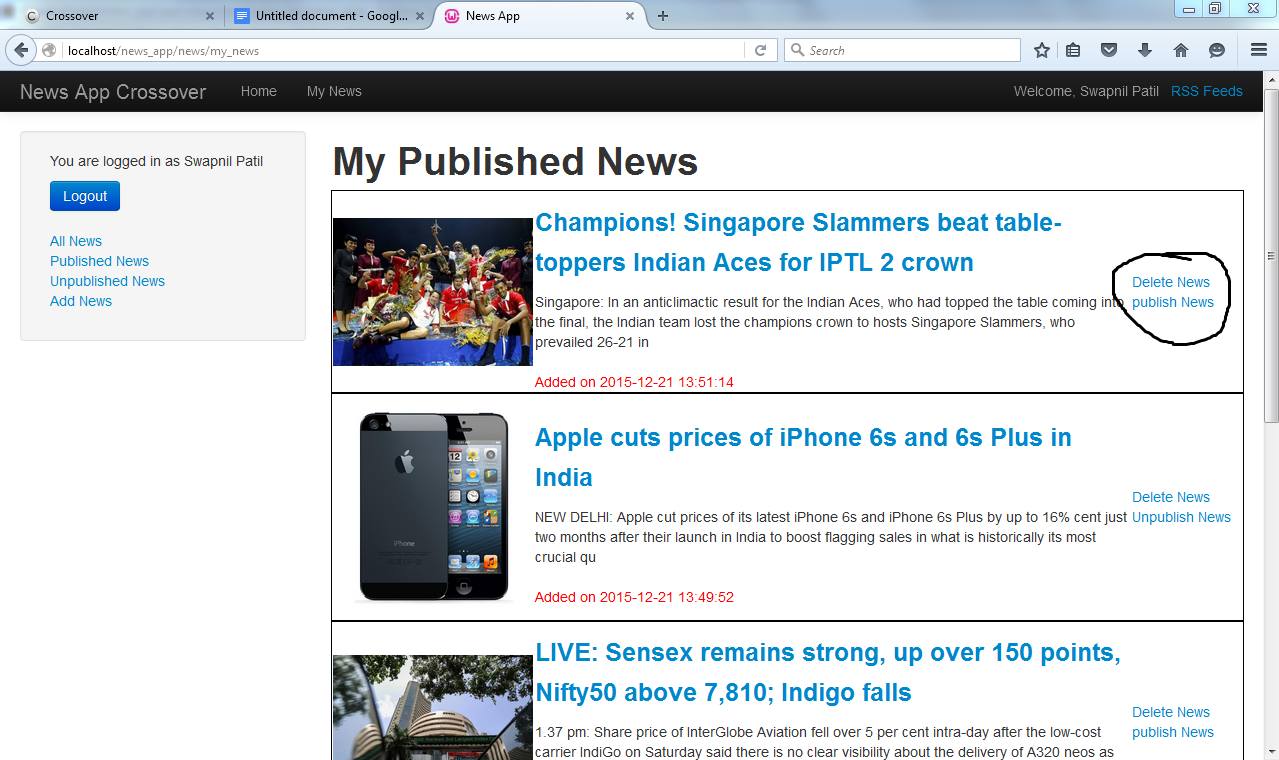 Crossover
Untitled document - Googl...
News App
localhost/news_app/news/my_news
Search
News App Crossover
Home
My News
Welcome, Swapnil Patil
RSS Feeds
You are logged in as Swapnil Patil
Logout
All News
Published News
Unpublished News
Add News
My Published News
Champions! Singapore Slammers beat table-
toppers Indian Aces for IPTL 2 crown
Singapore: In an anticlimactic result for the Indian Aces, who had topped the table coming into
the final, the Indian team lost the champions crown to hosts Singapore Slammers, who
prevailed 26-21 in
Added on 2015-12-21 13:51:14
Delete News
publish News
Apple cuts prices of iPhone 6s and 6s Plus in
India
NEW DELHI: Apple cut prices of its latest iPhone 6s and iPhone 6s Plus by up to 16% cent just
two months after their launch in India to boost flagging sales in what is historically its most
crucial qu
Added on 2015-12-21 13:49:52
Delete News
Unpublish News
iPhone
LIVE: Sensex remains strong, up over 150 points,
Nifty50 above 7,810; Indigo falls
1.37 pm: Share price of InterGlobe Aviation fell over 5 per cent intra-day after the low-cost
carrier IndiGo on Saturday said there is no clear visibility about the delivery of A320 neos as
Delete News
publish News